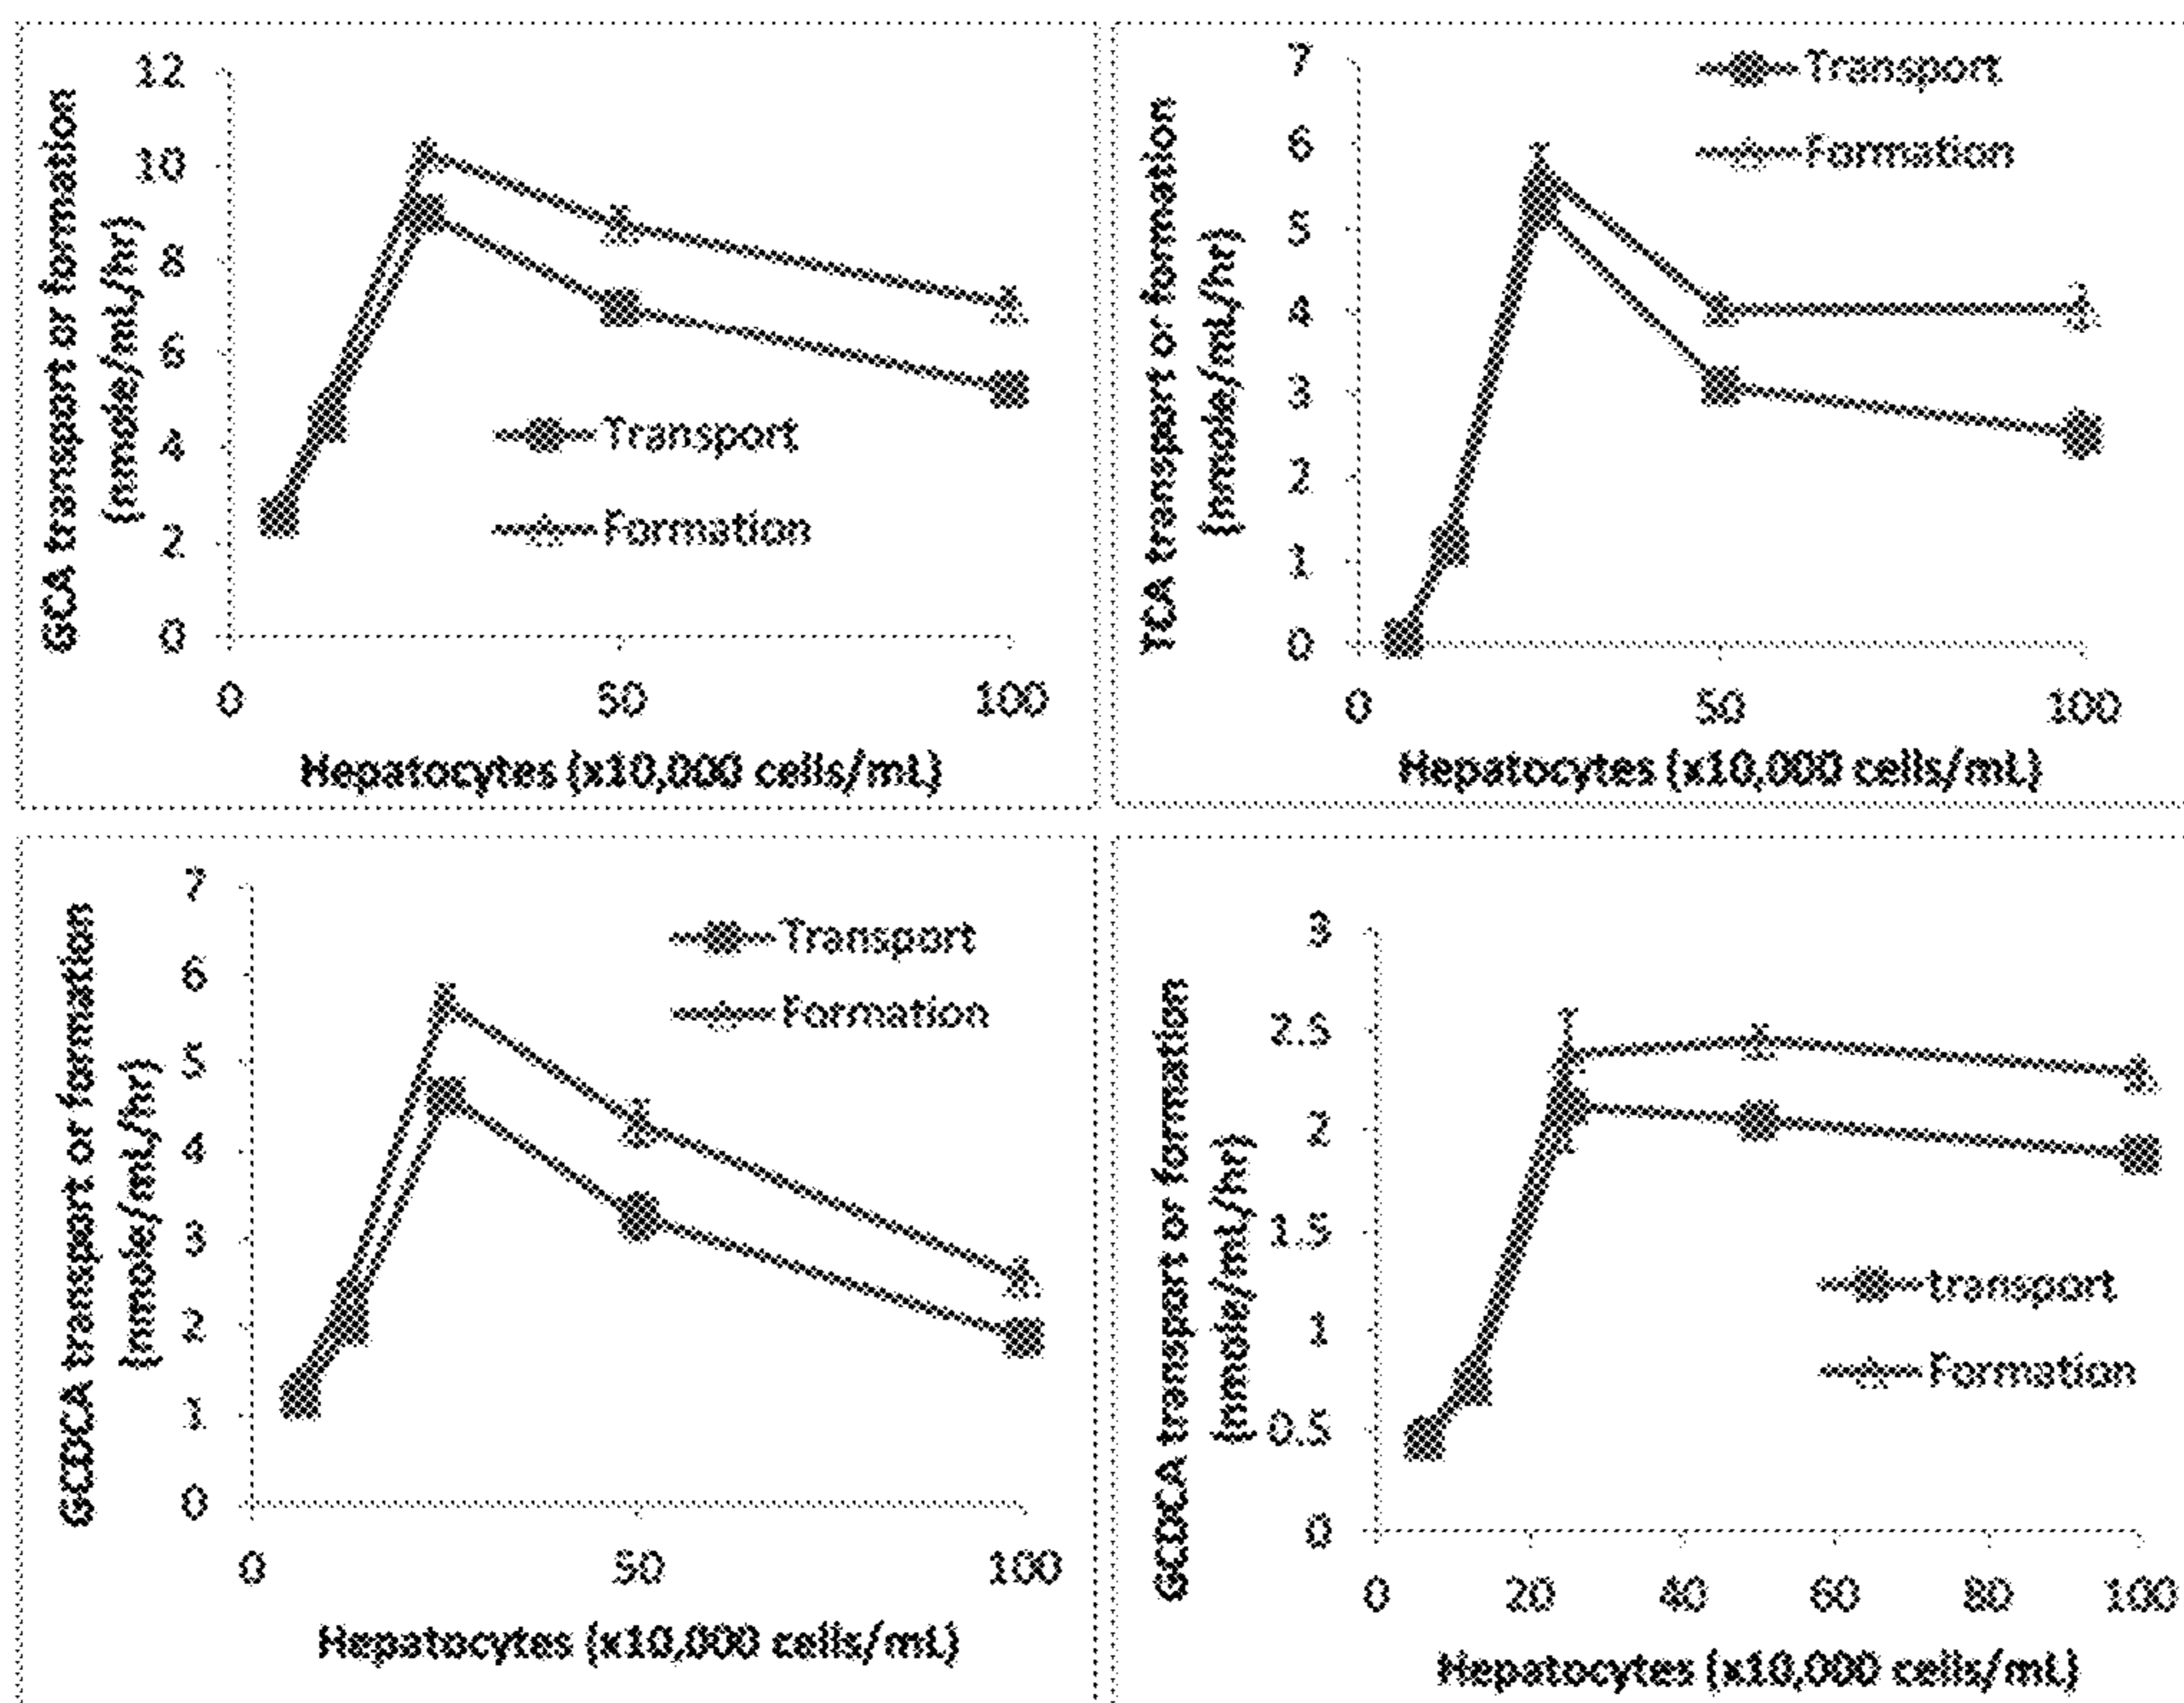 GCA transport or formation
(nmole/mL/hr)
12
10
8
6
4
2
0
Transport
Formation
0 50 100
Hepatocytes (x10,000 cells/mL)
TCA transport or formation
(nmole/mL/hr)
7
6
5
4
3
2
1
0
Transport
Formation
0 50 100
Hepatocytes (x10,000 cells/mL)
GCDCA transport or formation
(nmole/mL/hr)
7
6
5
4
3
2
1
0
Transport
Formation
0 50 100
Hepatocytes (x10,000 cells/mL)
GCDCA transport or formation
(nmole/mL/hr)
3
2.5
2
1.5
1
0.5
0
transport
Formation
0 20 40 60 80 100
Hepatocytes (x10,000 cells/mL)